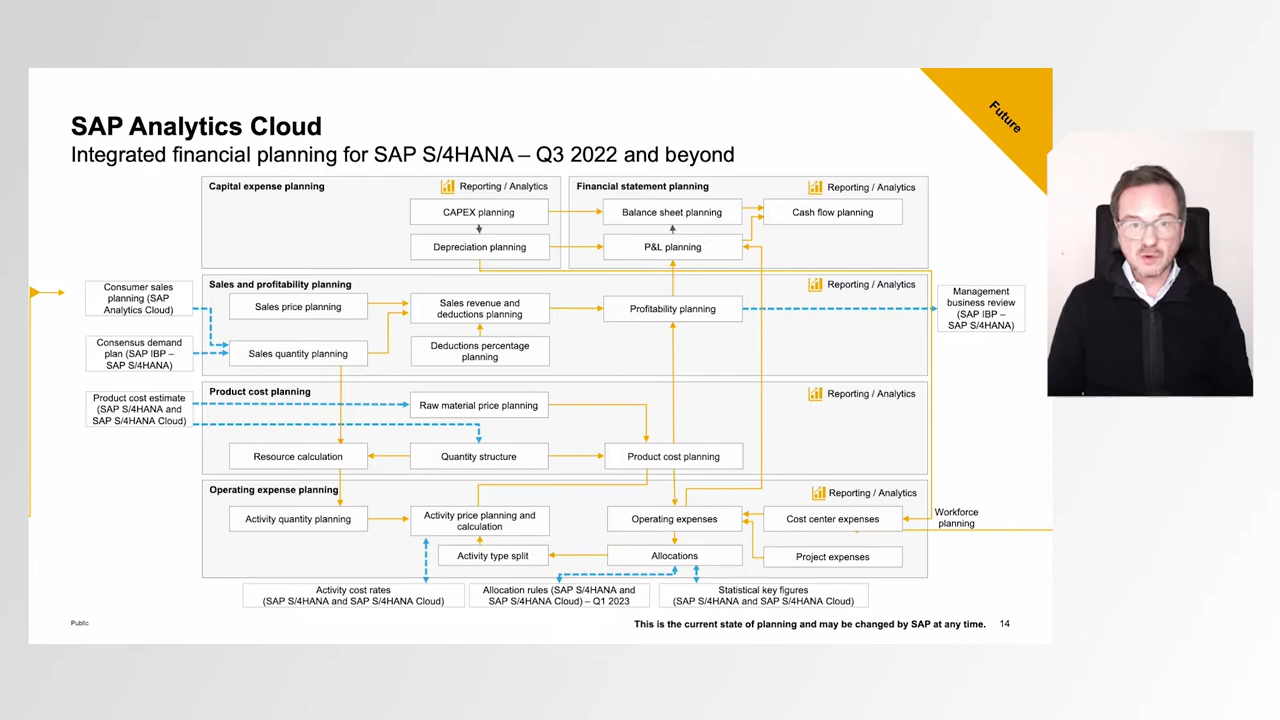 Future
SAP Analytics Cloud
Integrated financial planning for SAP S/4HANA – Q3 2022 and beyond
Capital expense planning
Reporting / Analytics
CAPEX planning
Depreciation planning
Financial statement planning
Reporting / Analytics
Balance sheet planning
Cash flow planning
P&L planning
Consumer sales
planning (SAP
Analytics Cloud)
Consensus demand
plan (SAP IBP –
SAP S/4HANA)
Product cost estimate
(SAP S/4HANA and
SAP S/4HANA Cloud)
Sales and profitability planning
Reporting / Analytics
Sales price planning
Sales revenue and
deductions planning
Profitability planning
Sales quantity planning
Deductions percentage
planning
Management
business review
(SAP IBP –
SAP S/4HANA)
Product cost planning
Reporting / Analytics
Raw material price planning
Resource calculation
Quantity structure
Product cost planning
Operating expense planning
Reporting / Analytics
Activity quantity planning
Activity price planning and
calculation
Operating expenses
Cost center expenses
Workforce
planning
Activity type split
Allocations
Project expenses
Activity cost rates
(SAP S/4HANA and SAP S/4HANA Cloud)
Allocation rules (SAP S/4HANA and
SAP S/4HANA Cloud) – Q1 2023
Statistical key figures
(SAP S/4HANA and SAP S/4HANA Cloud)
Public
This is the current state of planning and may be changed by SAP at any time.
14